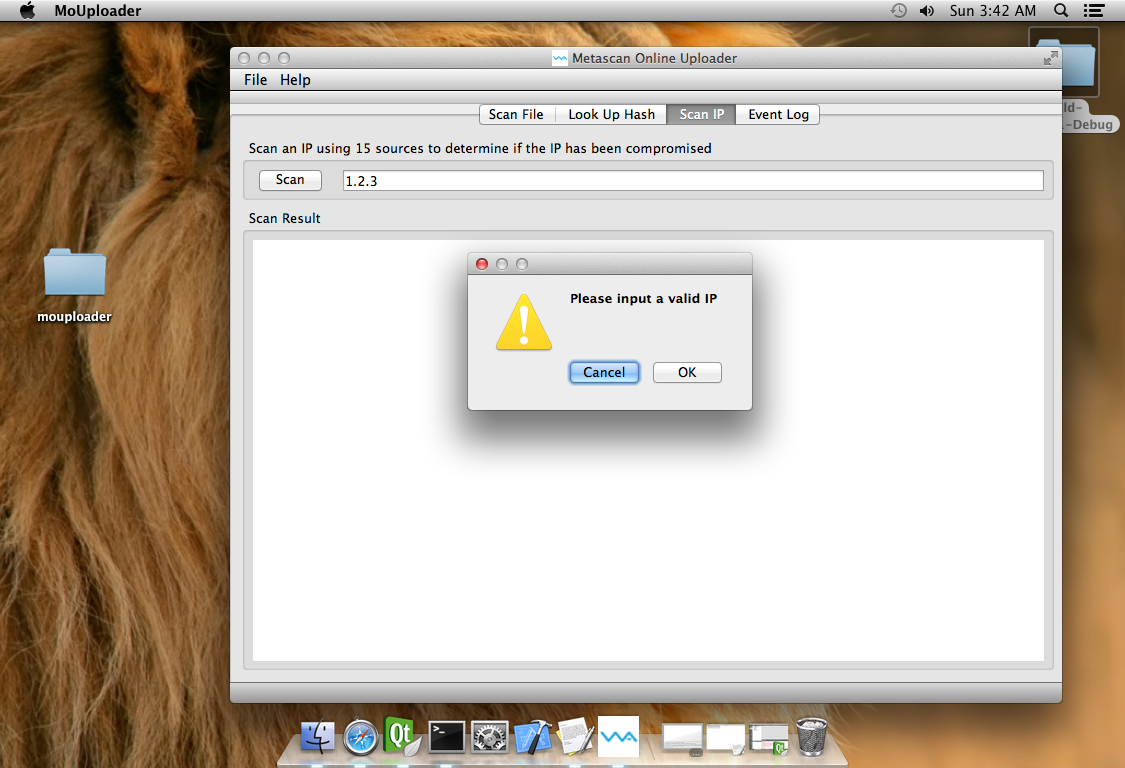 MoUploader
Sun 3:42 AM
Metascan Online Uploader
File Help
Scan File Look Up Hash Scan IP Event Log
Scan an IP using 15 sources to determine if the IP has been compromised
Scan 1.2.3
Scan Result
Please input a valid IP
Cancel OK
mouploader
ld-
-Debug
>_
Qt
Qt